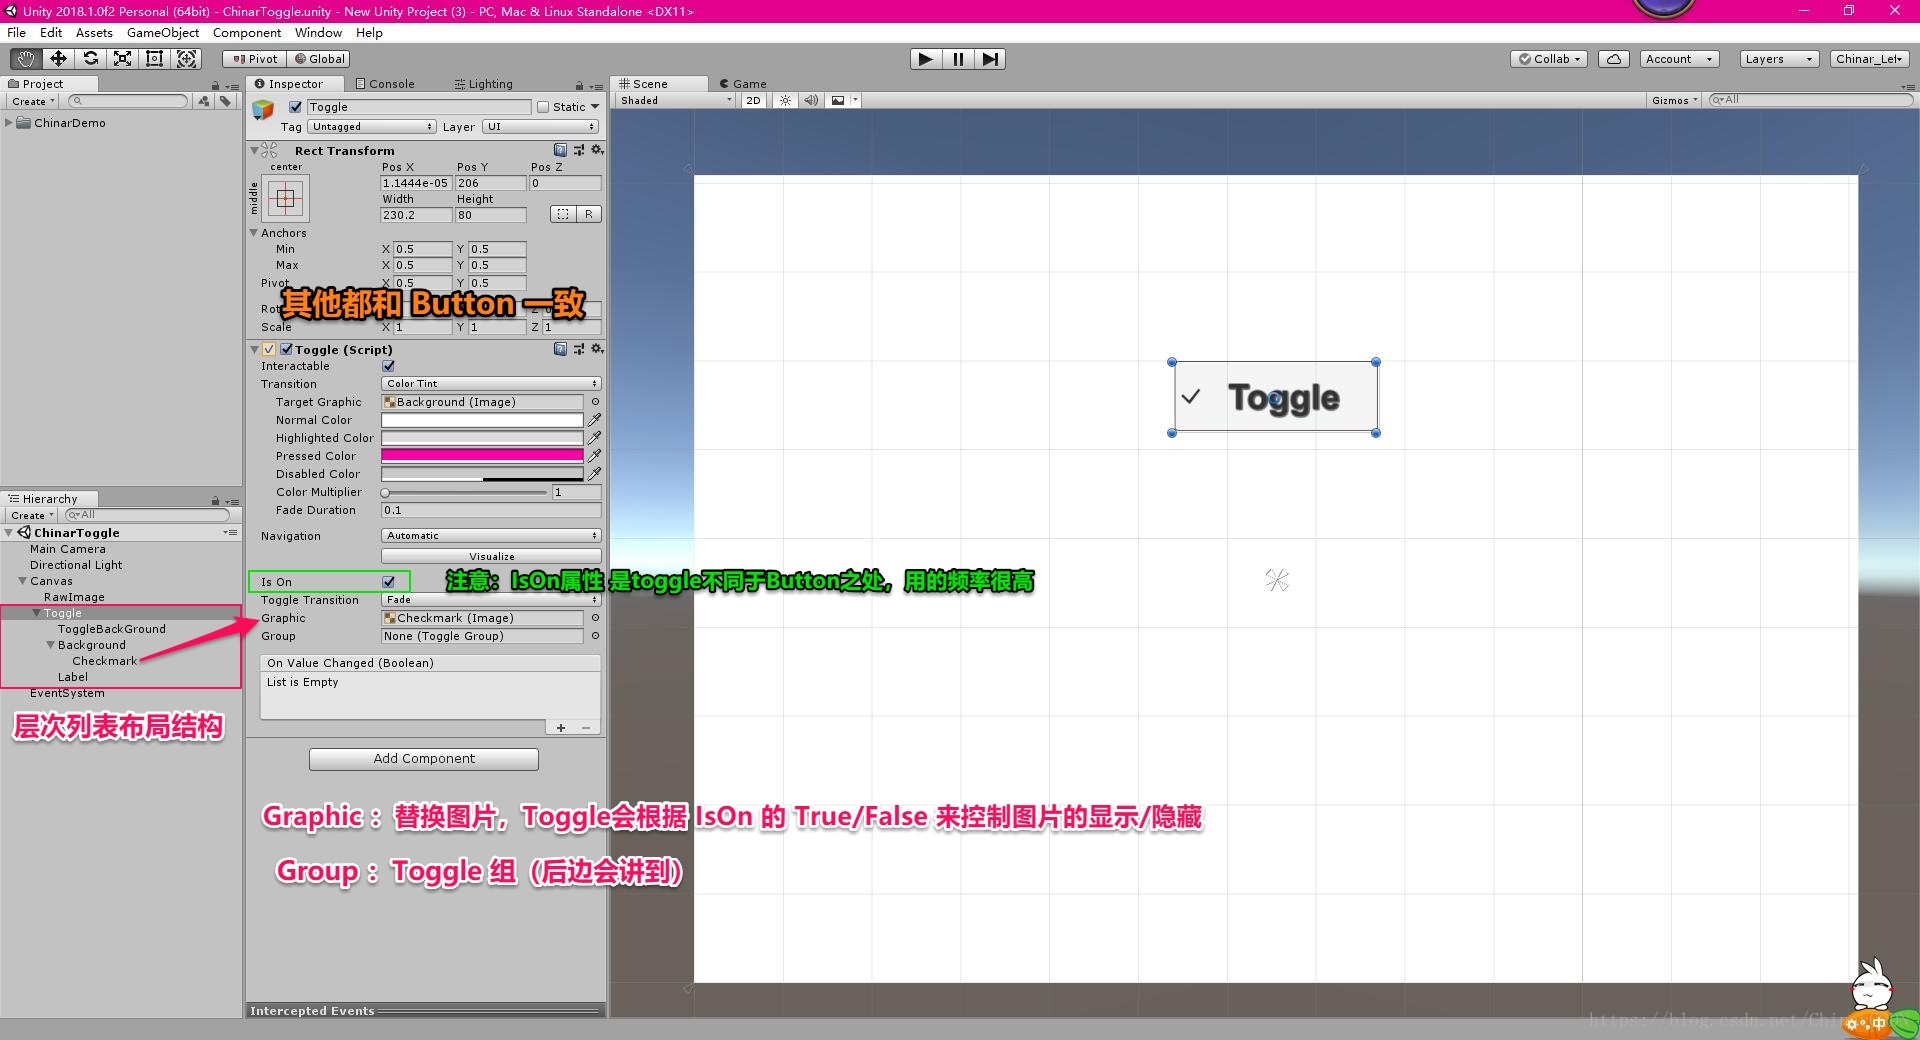 Unity 2018.1.0f2 Personal (64bit) - ChinarToggle.unity - New Unity Project (3) - PC, Mac & Linux Standalone <DX11>
File Edit Assets GameObject Component Window Help
Pivot Global Collab Account Layers Chinar_Let
Project
Create
ChinarDemo
Hierarchy
Create All
ChinarToggle
Main Camera
Directional Light
Canvas
RawImage
Toggle
ToggleBackGround
Background
Checkmark
Label
EventSystem
层次列表布局结构
Inspector Console Lighting
Toggle Static
Tag Untagged Layer UI
Rect Transform
center
middle
Pos X Pos Y Pos Z
1.1444e-05 206 0
Width Height
230.2 80
R
Anchors
Min X 0.5 Y 0.5
Max X 0.5 Y 0.5
Pivot X 0.5 Y 0.5
其他都和 Button 一致
Scale X 1 Y 1 Z 1
Toggle (Script)
Interactable
Transition Color Tint
Target Graphic Background (Image)
Normal Color
Highlighted Color
Pressed Color
Disabled Color
Color Multiplier 1
Fade Duration 0.1
Navigation Automatic
Visualize
Is On
注意：IsOn属性 是toggle不同于Button之处，用的频率很高
Toggle Transition Fade
Graphic Checkmark (Image)
Group None (Toggle Group)
On Value Changed (Boolean)
List is Empty
+ −
Add Component
Graphic ：替换图片，Toggle会根据 IsOn 的 True/False 来控制图片的显示/隐藏
Group ：Toggle 组（后边会讲到）
Intercepted Events
Scene Game
Shaded 2D Gizmos All
Toggle
中